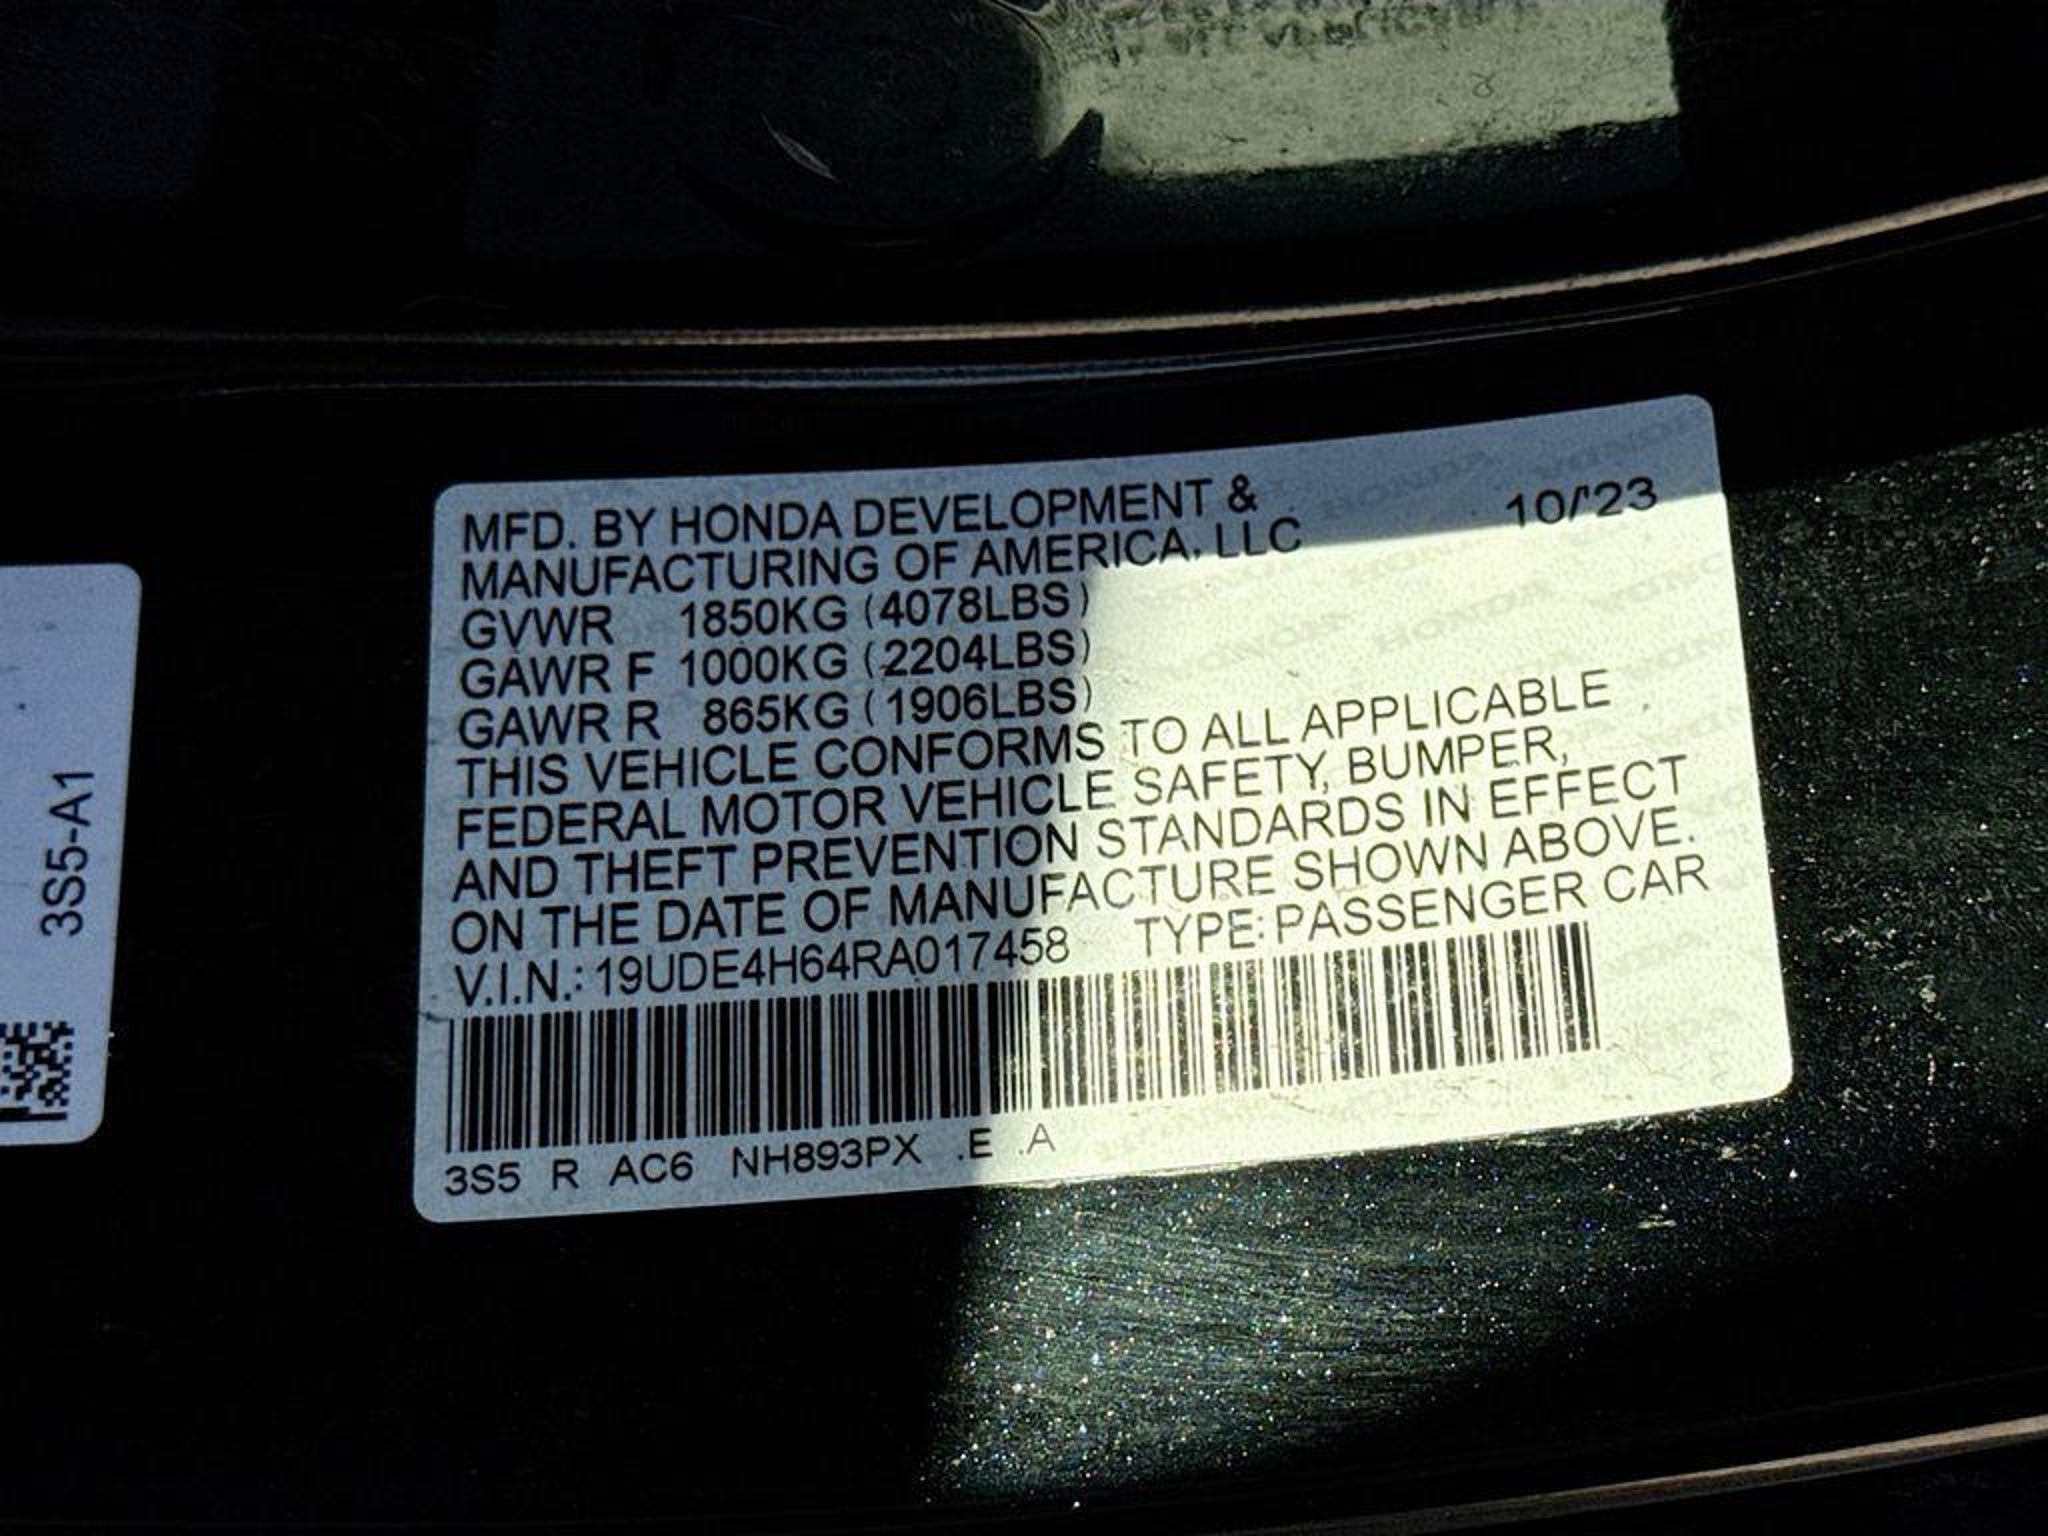 MFD. BY HONDA DEVELOPMENT &
MANUFACTURING OF AMERICA, LLC
10/'23
GVWR 1850KG (4078LBS)
GAWR F 1000KG (2204LBS)
GAWR R 865KG (1906LBS)
THIS VEHICLE CONFORMS TO ALL APPLICABLE
FEDERAL MOTOR VEHICLE SAFETY, BUMPER,
AND THEFT PREVENTION STANDARDS IN EFFECT
ON THE DATE OF MANUFACTURE SHOWN ABOVE.
V.I.N.: 19UDE4H64RA017458 TYPE: PASSENGER CAR
3S5 R AC6 NH893PX .E .A
3S5-A1